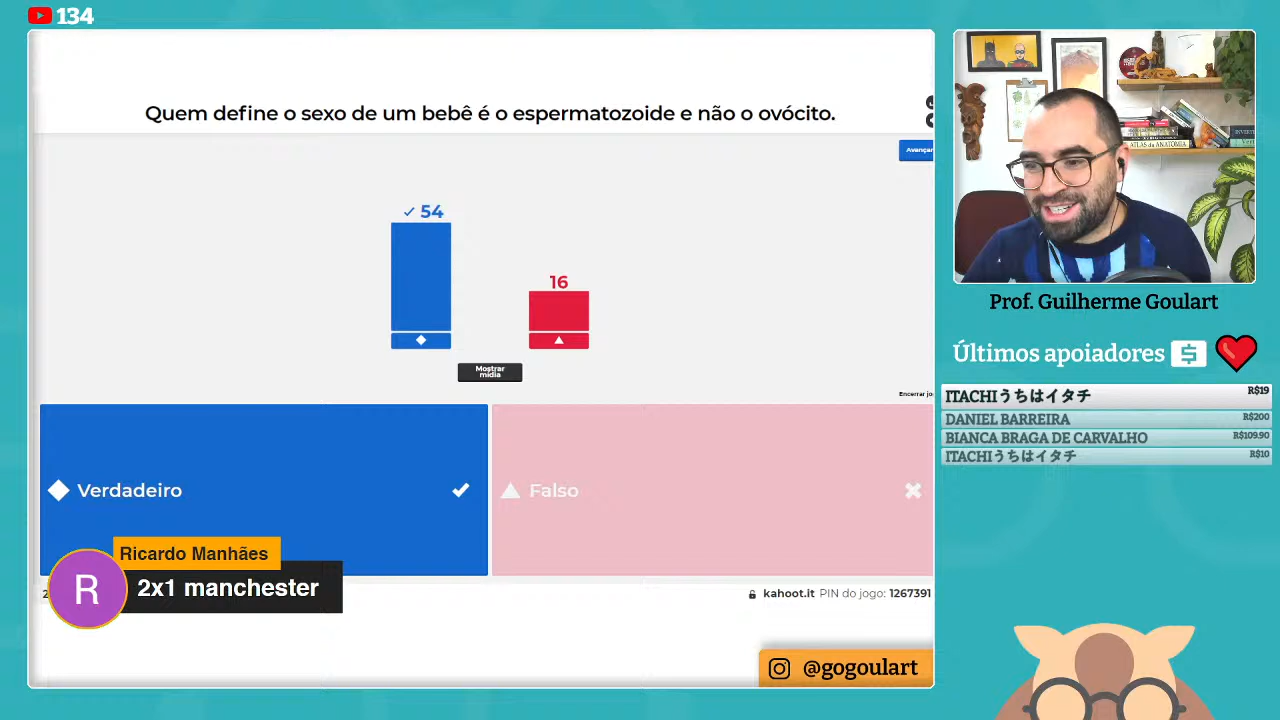 134
Quem define o sexo de um bebê é o espermatozoide e não o ovócito.
Avançar
54
16
Mostrar
mídia
Encerrar jo
Verdadeiro
Falso
Ricardo Manhães
R
2x1 manchester
kahoot.it PIN do jogo: 1267391
@gogoulart
ATLAS da ANATOMIA
Prof. Guilherme Goulart
Últimos apoiadores
ITACHIうちはイタチ R$19
DANIEL BARREIRA R$200
BIANCA BRAGA DE CARVALHO R$109.90
ITACHIうちはイタチ R$10